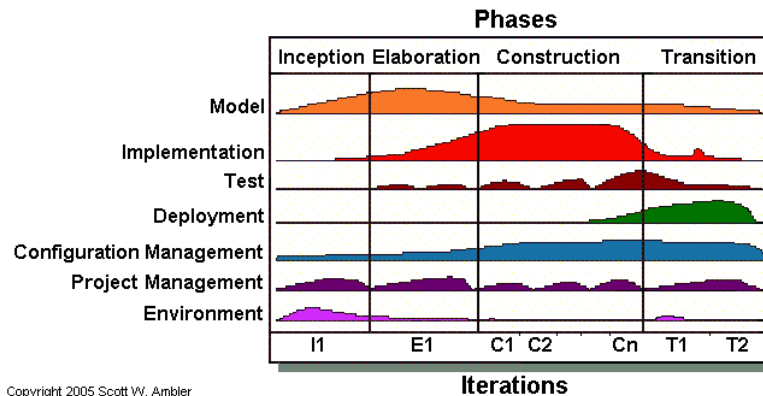 Phases
Inception Elaboration Construction Transition
Model
Implementation
Test
Deployment
Configuration Management
Project Management
Environment
I1 E1 C1 C2 Cn T1 T2
Iterations
Copyright 2005 Scott W. Ambler